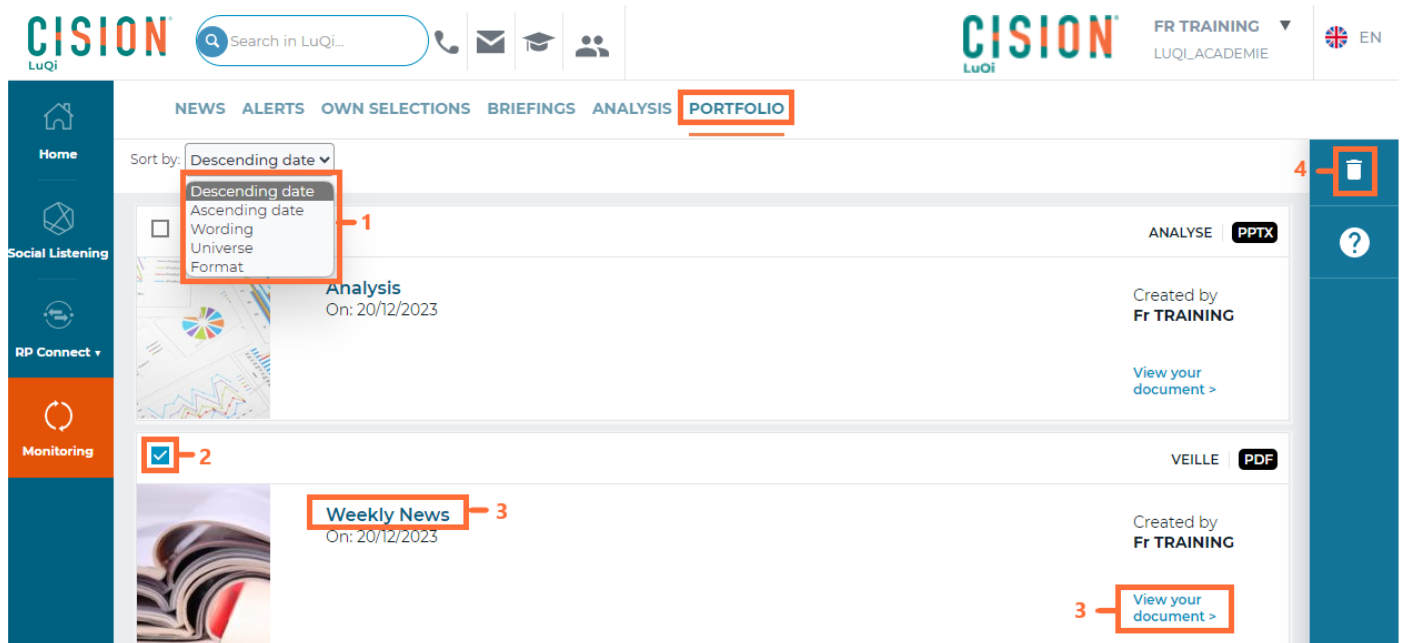 CISION
LuQi
Search in LuQi...
CISION
LuQi
FR TRAINING ▼
LUQI_ACADEMIE
EN
NEWS ALERTS OWN SELECTIONS BRIEFINGS ANALYSIS PORTFOLIO
Home
Social Listening
RP Connect ▾
Monitoring
Sort by: Descending date
Descending date
Ascending date
Wording
Universe
Format
1
4
?
ANALYSE PPTX
Analysis
On: 20/12/2023
Created by
Fr TRAINING
View your
document >
2
VEILLE PDF
Weekly News
3
On: 20/12/2023
Created by
Fr TRAINING
3
View your
document >